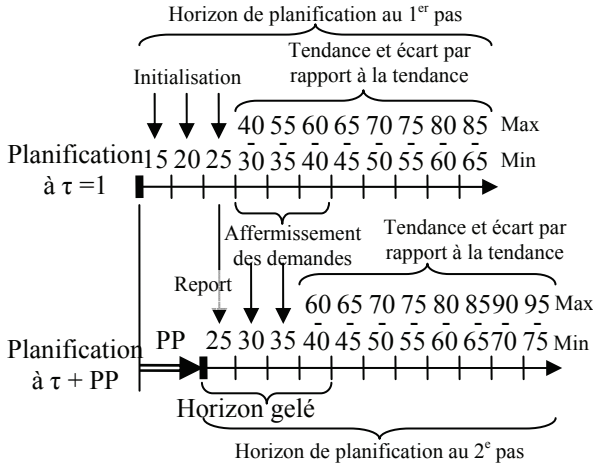 Horizon de planification au 1er pas
Tendance et écart par
rapport à la tendance
Initialisation
40 55 60 65 70 75 80 85 Max
- - - - - - - -
Planification
à τ =1
15 20 25 30 35 40 45 50 55 60 65 Min
Affermissement
des demandes
Report
Tendance et écart par
rapport à la tendance
60 65 70 75 80 85 90 95 Max
- - - - - - - -
PP
Planification
à τ + PP
25 30 35 40 45 50 55 60 65 70 75 Min
Horizon gelé
Horizon de planification au 2e pas